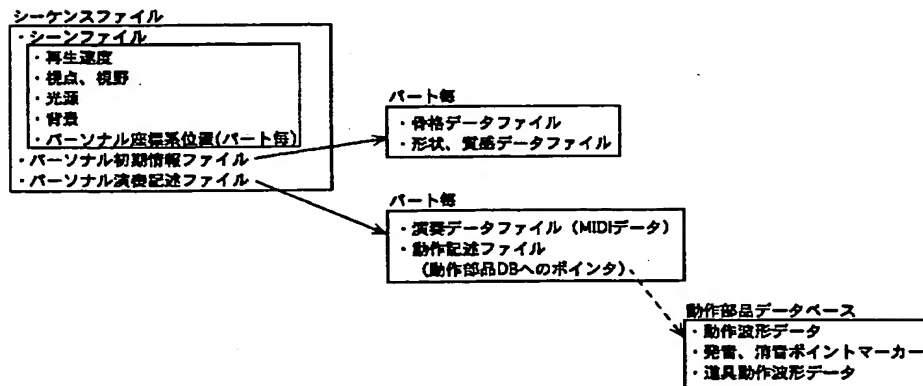 シーケンスファイル
・シーンファイル
・再生速度
・視点、視野
・光源
・背景
・パーソナル座標系位置(パート毎)
・パーソナル初期情報ファイル
・パーソナル演奏記述ファイル
パート毎
・骨格データファイル
・形状、質感データファイル
パート毎
・演奏データファイル（MIDIデータ）
・動作記述ファイル
（動作部品DBへのポインタ）、
動作部品データベース
・動作波形データ
・発音、消音ポイントマーカー
・道具動作波形データ